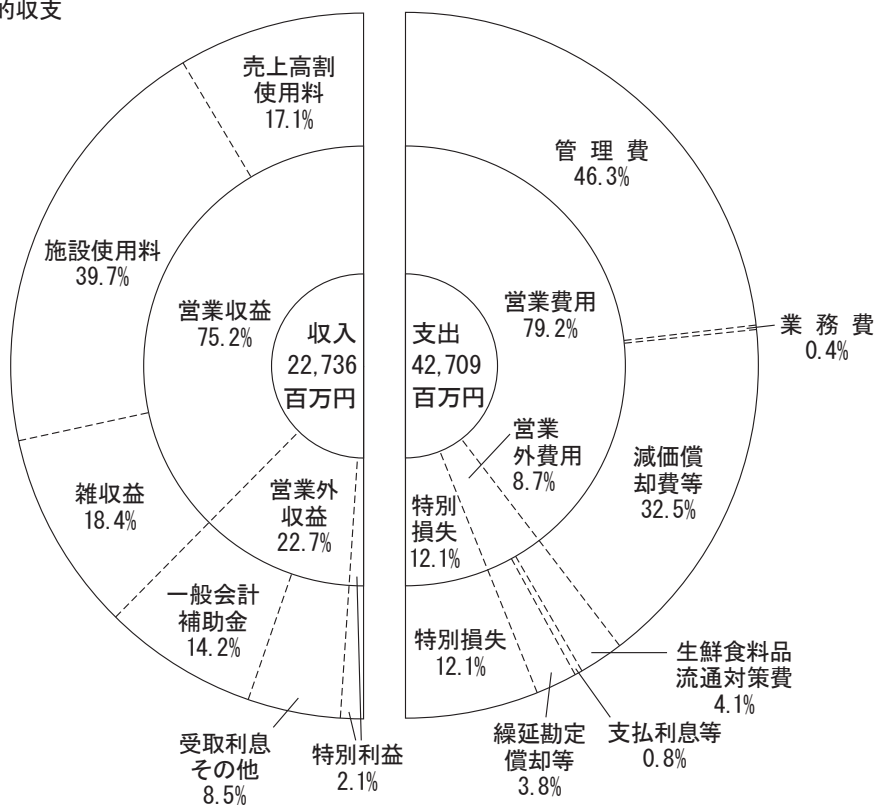 的収支
売上高割
使用料
17.1%
施設使用料
39.7%
営業収益
75.2%
収入
22,736
百万円
雑収益
18.4%
営業外
収益
22.7%
一般会計
補助金
14.2%
受取利息
その他
8.5%
特別利益
2.1%
管理費
46.3%
営業費用
79.2%
支出
42,709
百万円
業務費
0.4%
営業
外費用
8.7%
減価償
却費等
32.5%
特別
損失
12.1%
特別損失
12.1%
生鮮食料品
流通対策費
4.1%
繰延勘定
償却等
3.8%
支払利息等
0.8%